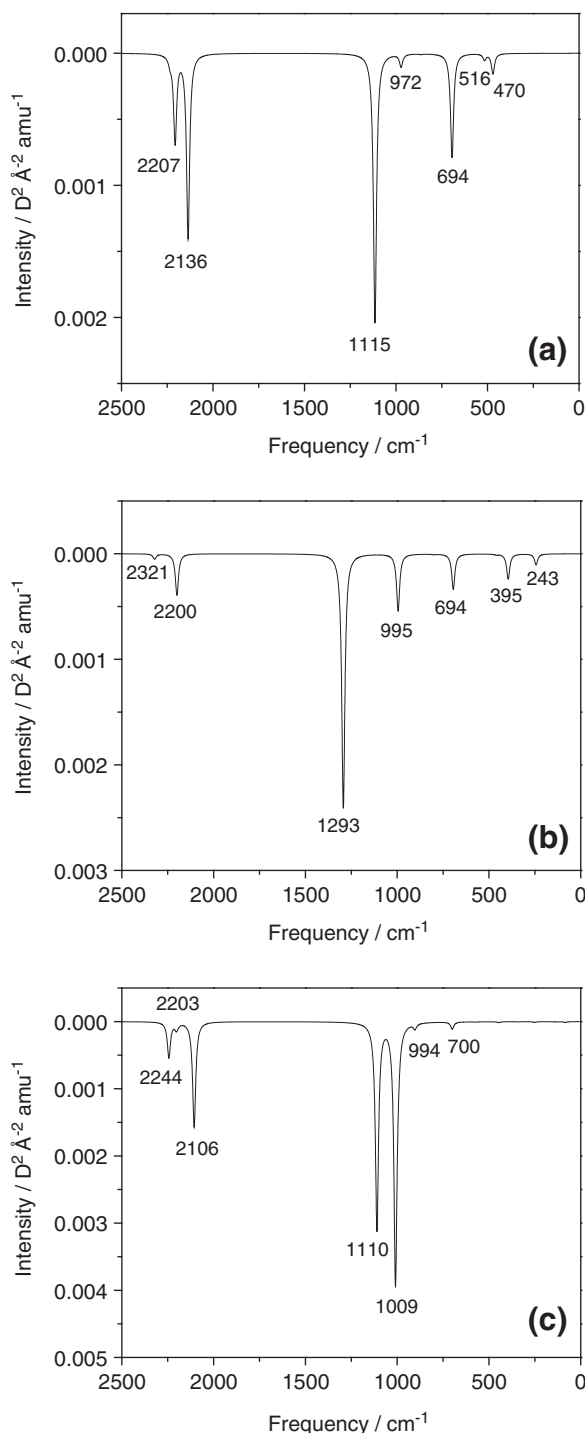 0.000
0.001
0.002
Intensity / D² Å⁻² amu⁻¹
2207
2136
1115
972
694
516
470
(a)
2500 2000 1500 1000 500 0
Frequency / cm⁻¹
0.000
0.001
0.002
0.003
Intensity / D² Å⁻² amu⁻¹
2321
2200
1293
995
694
395
243
(b)
2500 2000 1500 1000 500 0
Frequency / cm⁻¹
0.000
0.001
0.002
0.003
0.004
0.005
Intensity / D² Å⁻² amu⁻¹
2203
2244
2106
1110
1009
994
700
(c)
2500 2000 1500 1000 500 0
Frequency / cm⁻¹